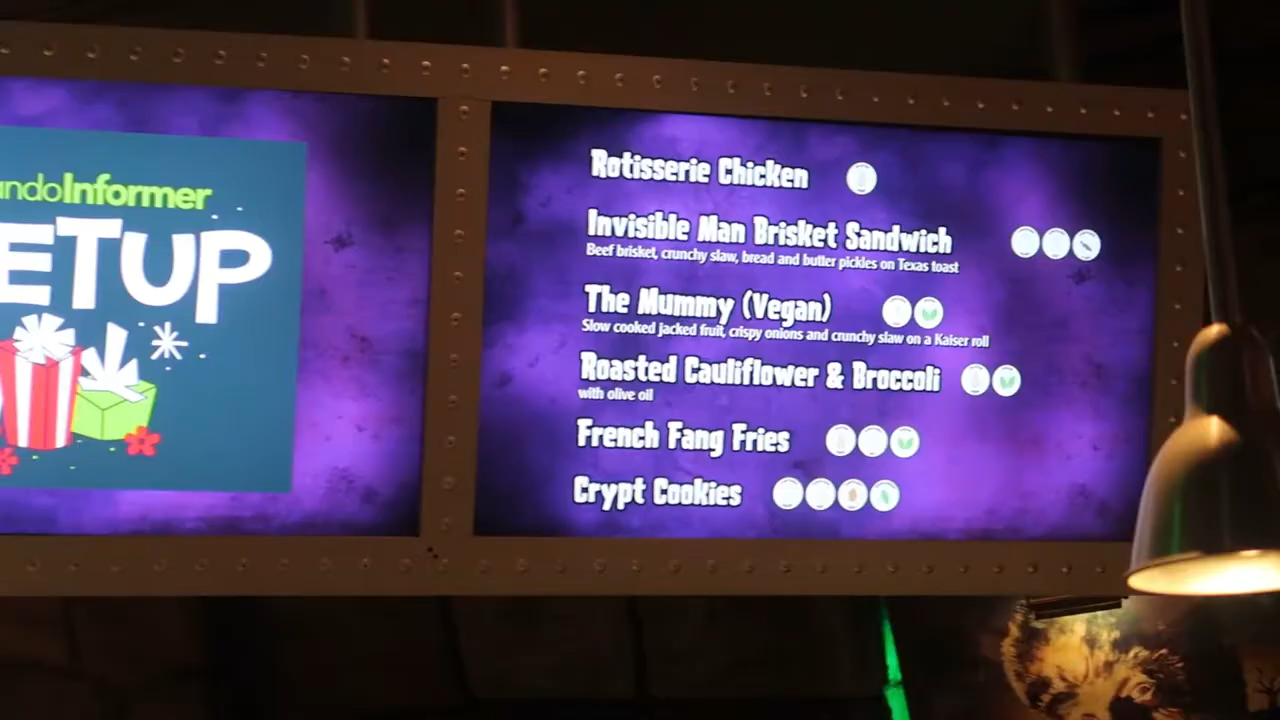 andoInformer
ETUP
Rotisserie Chicken
Invisible Man Brisket Sandwich
Beef brisket, crunchy slaw, bread and butter pickles on Texas toast
The Mummy (Vegan)
Slow cooked jacked fruit, crispy onions and crunchy slaw on a Kaiser roll
Roasted Cauliflower & Broccoli
with olive oil
French Fang Fries
Crypt Cookies